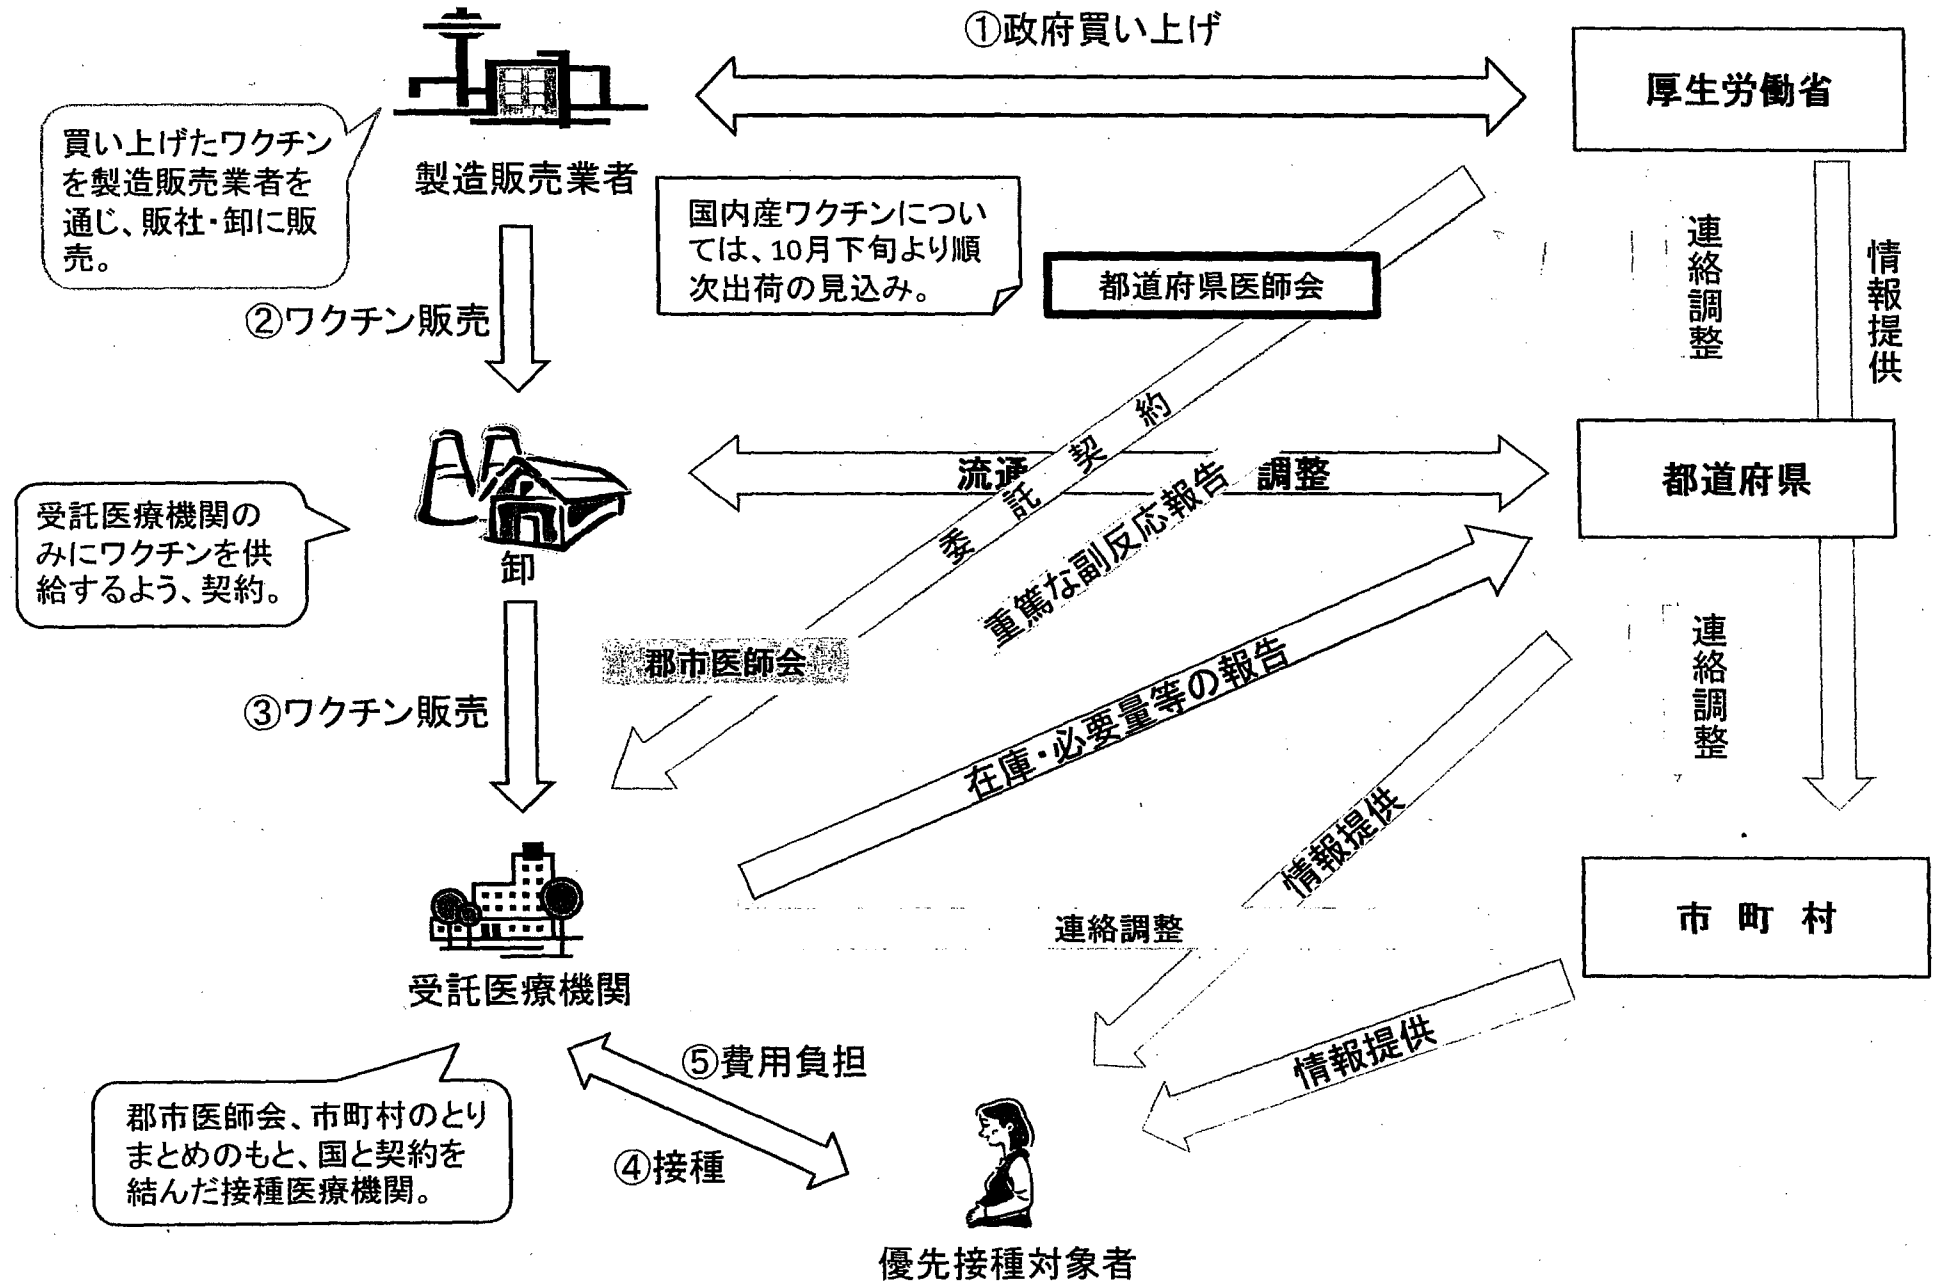 ①政府買い上げ
厚生労働省
買い上げたワクチン
を製造販売業者を
通じ、販社・卸に販
売。
製造販売業者
国内産ワクチンについ
ては、10月下旬より順
次出荷の見込み。
都道府県医師会
連絡調整
情報提供
②ワクチン販売
委託契約
流通
調整
都道府県
重篤な副反応報告
受託医療機関の
みにワクチンを供
給するよう、契約。
卸
郡市医師会
在庫・必要量等の報告
連絡調整
③ワクチン販売
情報提供
市町村
連絡調整
受託医療機関
情報提供
⑤費用負担
④接種
郡市医師会、市町村のとり
まとめのもと、国と契約を
結んだ接種医療機関。
優先接種対象者